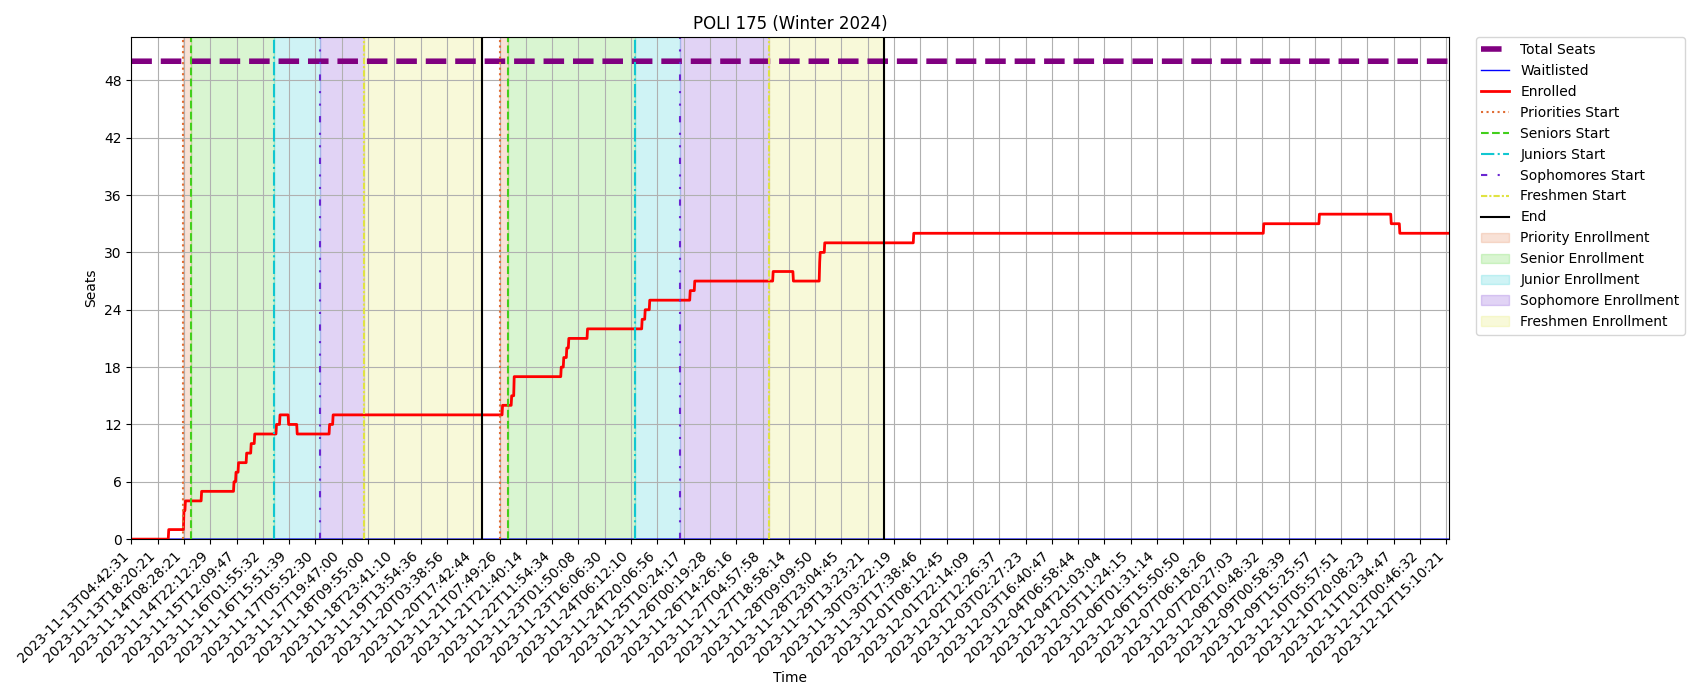 POLI 175 (Winter 2024)
Seats
48
42
36
30
24
18
12
6
0
2023-11-13T04:42:31
2023-11-13T18:20:21
2023-11-14T08:28:21
2023-11-14T22:12:29
2023-11-15T12:09:47
2023-11-16T01:55:32
2023-11-16T15:51:39
2023-11-17T05:52:30
2023-11-17T19:47:00
2023-11-18T09:55:00
2023-11-18T23:41:10
2023-11-19T13:54:36
2023-11-20T03:38:56
2023-11-20T17:42:44
2023-11-21T07:49:26
2023-11-21T21:40:14
2023-11-22T11:54:34
2023-11-23T01:50:08
2023-11-23T16:06:30
2023-11-24T06:12:10
2023-11-24T20:06:56
2023-11-25T10:24:17
2023-11-26T00:19:28
2023-11-26T14:26:16
2023-11-27T04:57:58
2023-11-27T18:58:14
2023-11-28T09:09:50
2023-11-28T23:04:45
2023-11-29T13:23:21
2023-11-30T03:22:19
2023-11-30T17:38:46
2023-12-01T08:12:45
2023-12-01T22:14:09
2023-12-02T12:26:37
2023-12-03T02:27:23
2023-12-03T16:40:47
2023-12-04T06:58:44
2023-12-04T21:03:04
2023-12-05T11:24:15
2023-12-06T01:31:14
2023-12-06T15:50:50
2023-12-07T06:18:26
2023-12-07T20:27:03
2023-12-08T10:48:32
2023-12-09T00:58:39
2023-12-09T15:25:57
2023-12-10T05:57:51
2023-12-10T20:08:23
2023-12-11T10:34:47
2023-12-12T00:46:32
2023-12-12T15:10:21
Time
Total Seats
Waitlisted
Enrolled
Priorities Start
Seniors Start
Juniors Start
Sophomores Start
Freshmen Start
End
Priority Enrollment
Senior Enrollment
Junior Enrollment
Sophomore Enrollment
Freshmen Enrollment